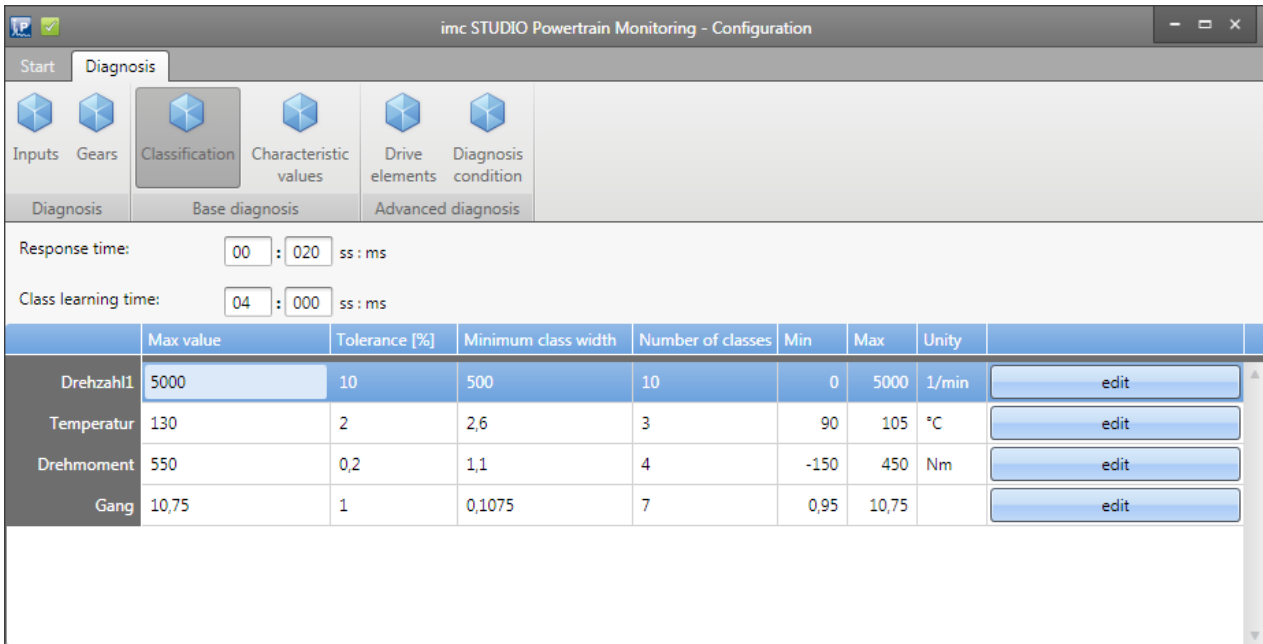 imc STUDIO Powertrain Monitoring - Configuration
Start Diagnosis
Inputs Gears Classification Characteristic values Drive elements Diagnosis condition
Diagnosis Base diagnosis Advanced diagnosis
Response time: 00 : 020 ss : ms
Class learning time: 04 : 000 ss : ms
Max value Tolerance [%] Minimum class width Number of classes Min Max Unity
Drehzahl1 5000 10 500 10 0 5000 1/min edit
Temperatur 130 2 2,6 3 90 105 °C edit
Drehmoment 550 0,2 1,1 4 -150 450 Nm edit
Gang 10,75 1 0,1075 7 0,95 10,75 edit